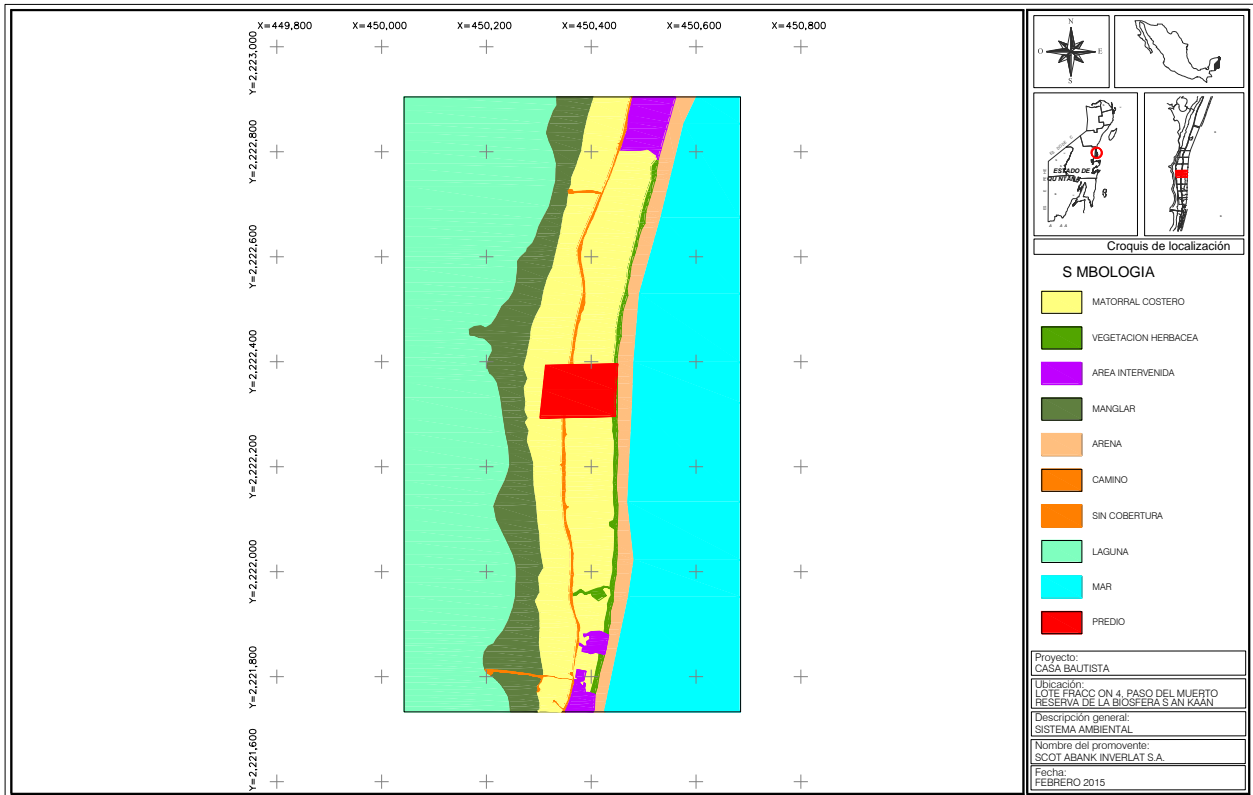 X=449,800 X=450,000 X=450,200 X=450,400 X=450,600 X=450,800
Y=2,223,000
Y=2,222,800
Y=2,222,600
Y=2,222,400
Y=2,222,200
Y=2,222,000
Y=2,221,800
Y=2,221,600
N
O E
S
ESTADO DE
QU NTANA
Croquis de localización
S MBOLOGIA
MATORRAL COSTERO
VEGETACION HERBACEA
AREA INTERVENIDA
MANGLAR
ARENA
CAMINO
SIN COBERTURA
LAGUNA
MAR
PREDIO
Proyecto:
CASA BAUTISTA
Ubicación:
LOTE FRACC ON 4, PASO DEL MUERTO
RESERVA DE LA BIOSFERA S AN KAÁN
Descripción general:
SISTEMA AMBIENTAL
Nombre del promovente:
SCOT ABANK INVERLAT S.A.
Fecha:
FEBRERO 2015